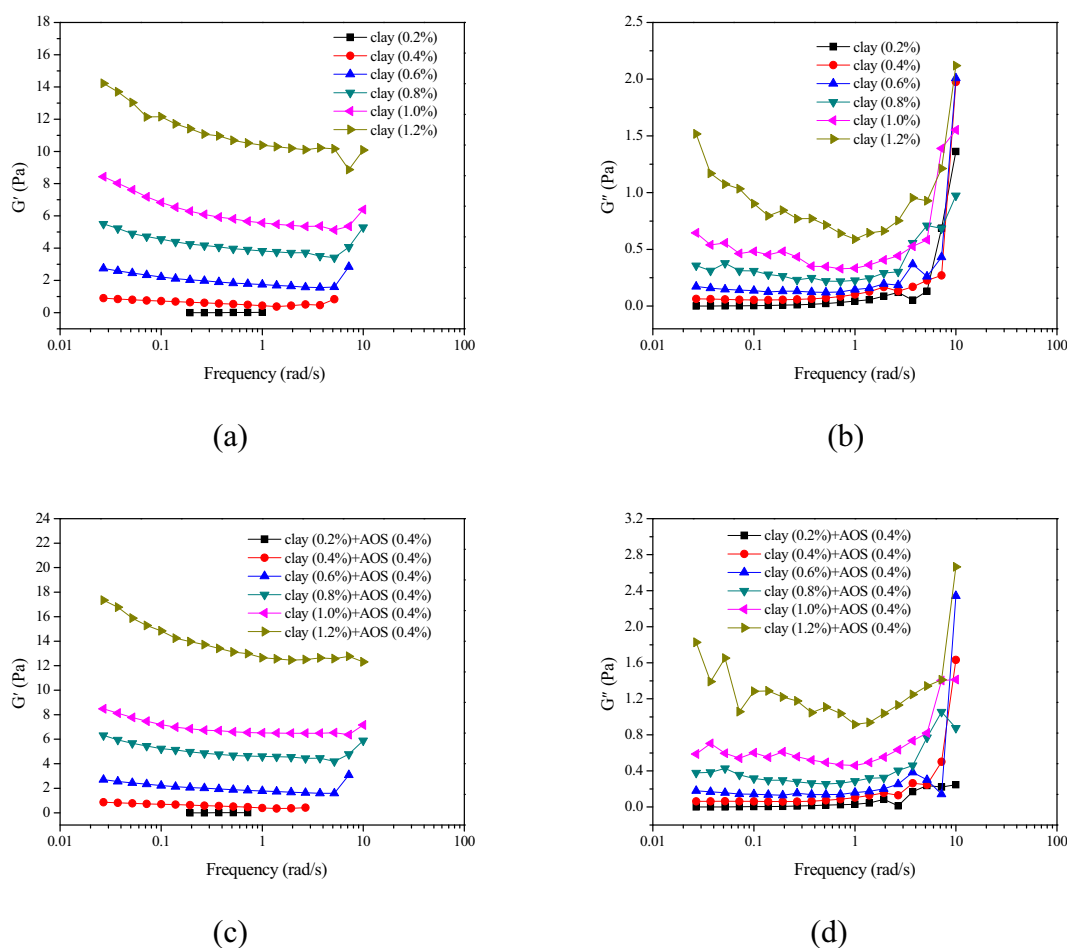 18
16
14
12
10
8
6
4
2
0
G′ (Pa)
clay (0.2%)
clay (0.4%)
clay (0.6%)
clay (0.8%)
clay (1.0%)
clay (1.2%)
0.01 0.1 1 10 100
Frequency (rad/s)
(a)
2.5
2.0
1.5
1.0
0.5
0.0
G″ (Pa)
clay (0.2%)
clay (0.4%)
clay (0.6%)
clay (0.8%)
clay (1.0%)
clay (1.2%)
0.01 0.1 1 10 100
Frequency (rad/s)
(b)
24
22
20
18
16
14
12
10
8
6
4
2
0
G′ (Pa)
clay (0.2%)+AOS (0.4%)
clay (0.4%)+AOS (0.4%)
clay (0.6%)+AOS (0.4%)
clay (0.8%)+AOS (0.4%)
clay (1.0%)+AOS (0.4%)
clay (1.2%)+AOS (0.4%)
0.01 0.1 1 10 100
Frequency (rad/s)
(c)
3.2
2.8
2.4
2.0
1.6
1.2
0.8
0.4
0.0
G″ (Pa)
clay (0.2%)+AOS (0.4%)
clay (0.4%)+AOS (0.4%)
clay (0.6%)+AOS (0.4%)
clay (0.8%)+AOS (0.4%)
clay (1.0%)+AOS (0.4%)
clay (1.2%)+AOS (0.4%)
0.01 0.1 1 10 100
Frequency (rad/s)
(d)